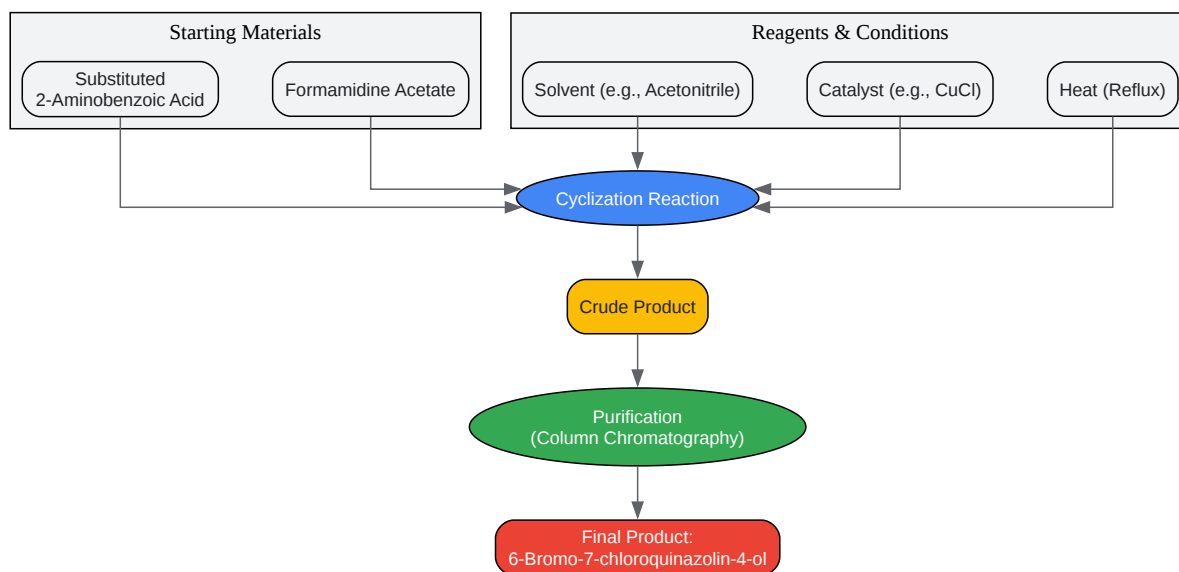 Starting Materials
Reagents & Conditions
Substituted
2-Aminobenzoic Acid
Formamidine Acetate
Solvent (e.g., Acetonitrile)
Catalyst (e.g., CuCl)
Heat (Reflux)
Cyclization Reaction
Crude Product
Purification
(Column Chromatography)
Final Product:
6-Bromo-7-chloroquinazolin-4-ol